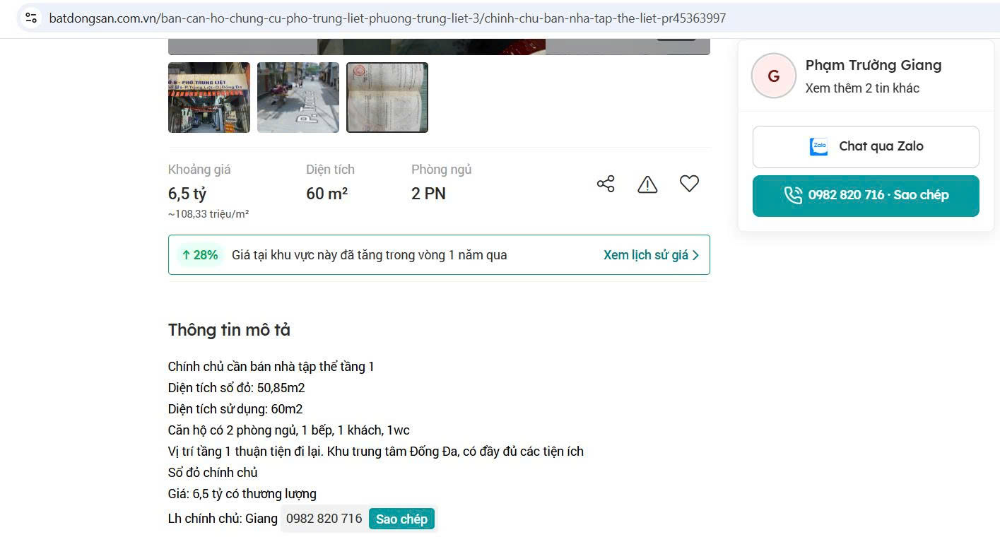 batdongsan.com.vn/ban-can-ho-chung-cu-pho-trung-liet-phuong-trung-liet-3/chinh-chu-ban-nha-tap-the-liet-pr45363997
PHỐ TRUNG LIỆT
P. Tru
G
Phạm Trường Giang
Xem thêm 2 tin khác
Zalo
Chat qua Zalo
0982 820 716 · Sao chép
Khoảng giá
Diện tích
Phòng ngủ
6,5 tỷ
60 m²
2 PN
~108,33 triệu/m²
28%
Giá tại khu vực này đã tăng trong vòng 1 năm qua
Xem lịch sử giá
Thông tin mô tả
Chính chủ cần bán nhà tập thể tầng 1
Diện tích sổ đỏ: 50,85m2
Diện tích sử dụng: 60m2
Căn hộ có 2 phòng ngủ, 1 bếp, 1 khách, 1wc
Vị trí tầng 1 thuận tiện đi lại. Khu trung tâm Đống Đa, có đầy đủ các tiện ích
Sổ đỏ chính chủ
Giá: 6,5 tỷ có thương lượng
Lh chính chủ: Giang 0982 820 716 Sao chép